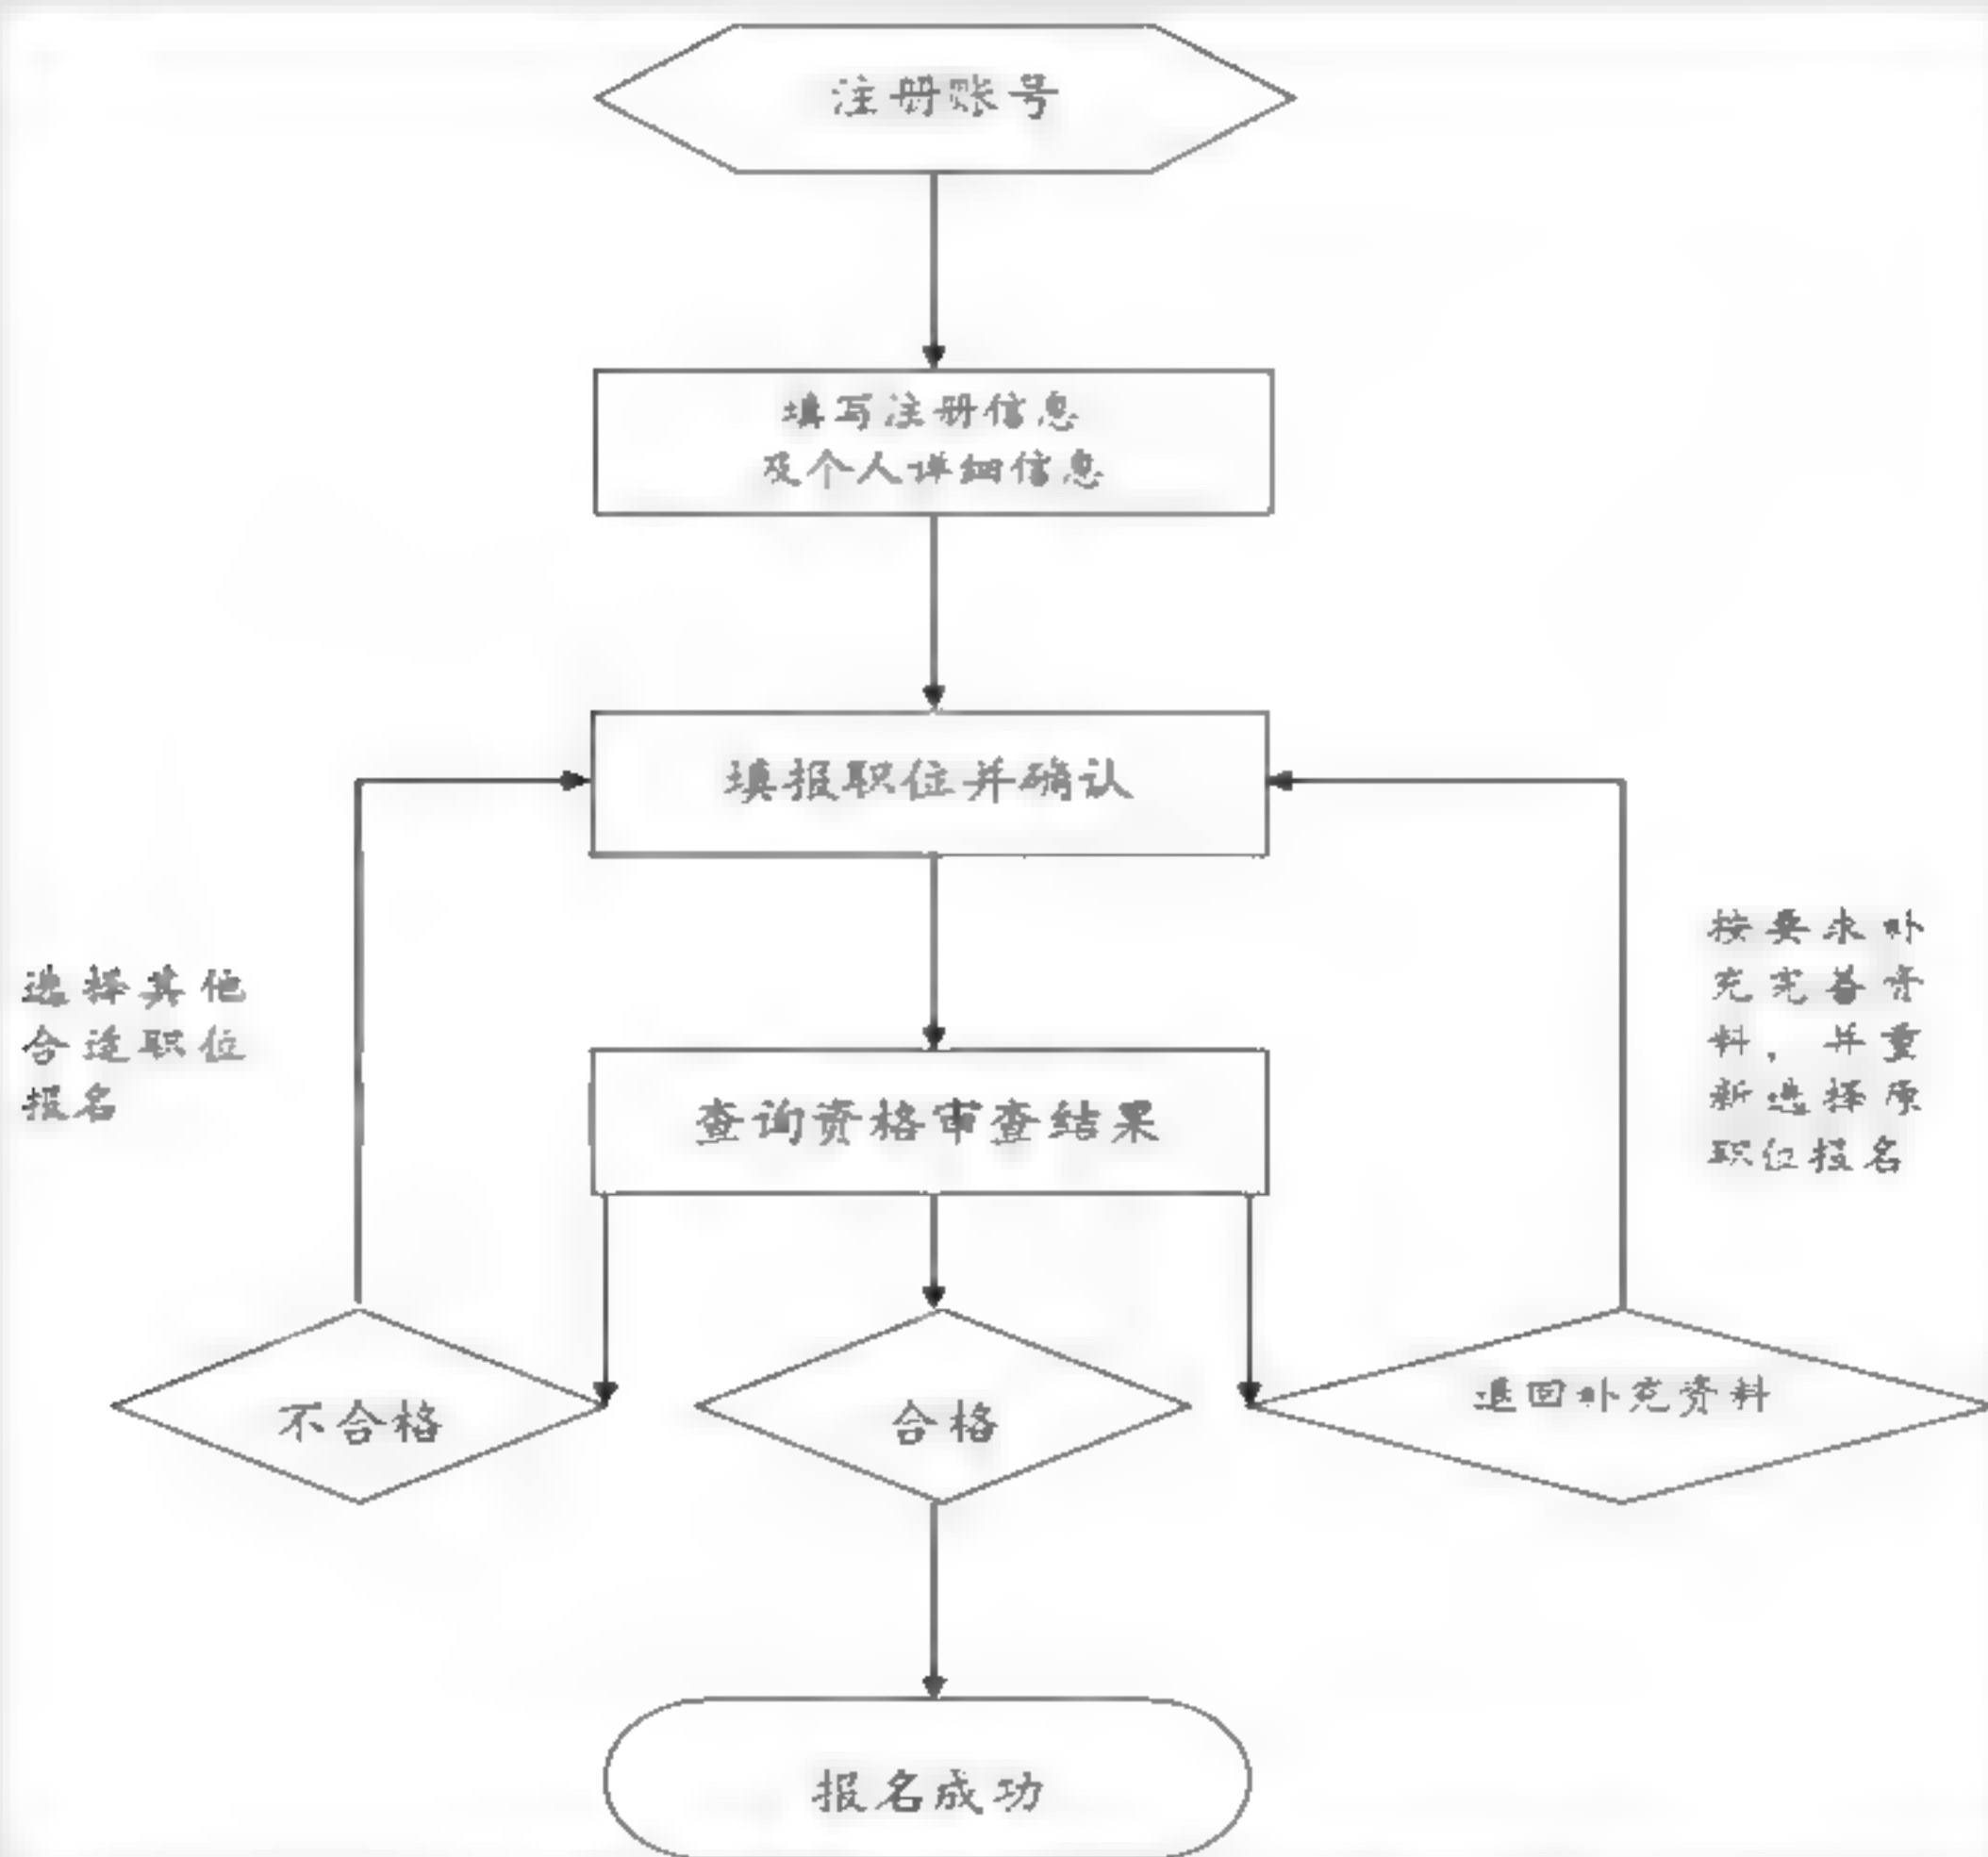 注册账号
填写注册信息
及个人详细信息
填报职位并确认
选择其他
合适职位
报名
按要求补
充完善资
料，并重
新选择原
职位报名
查询资格审查结果
不合格
合格
退回补充资料
报名成功